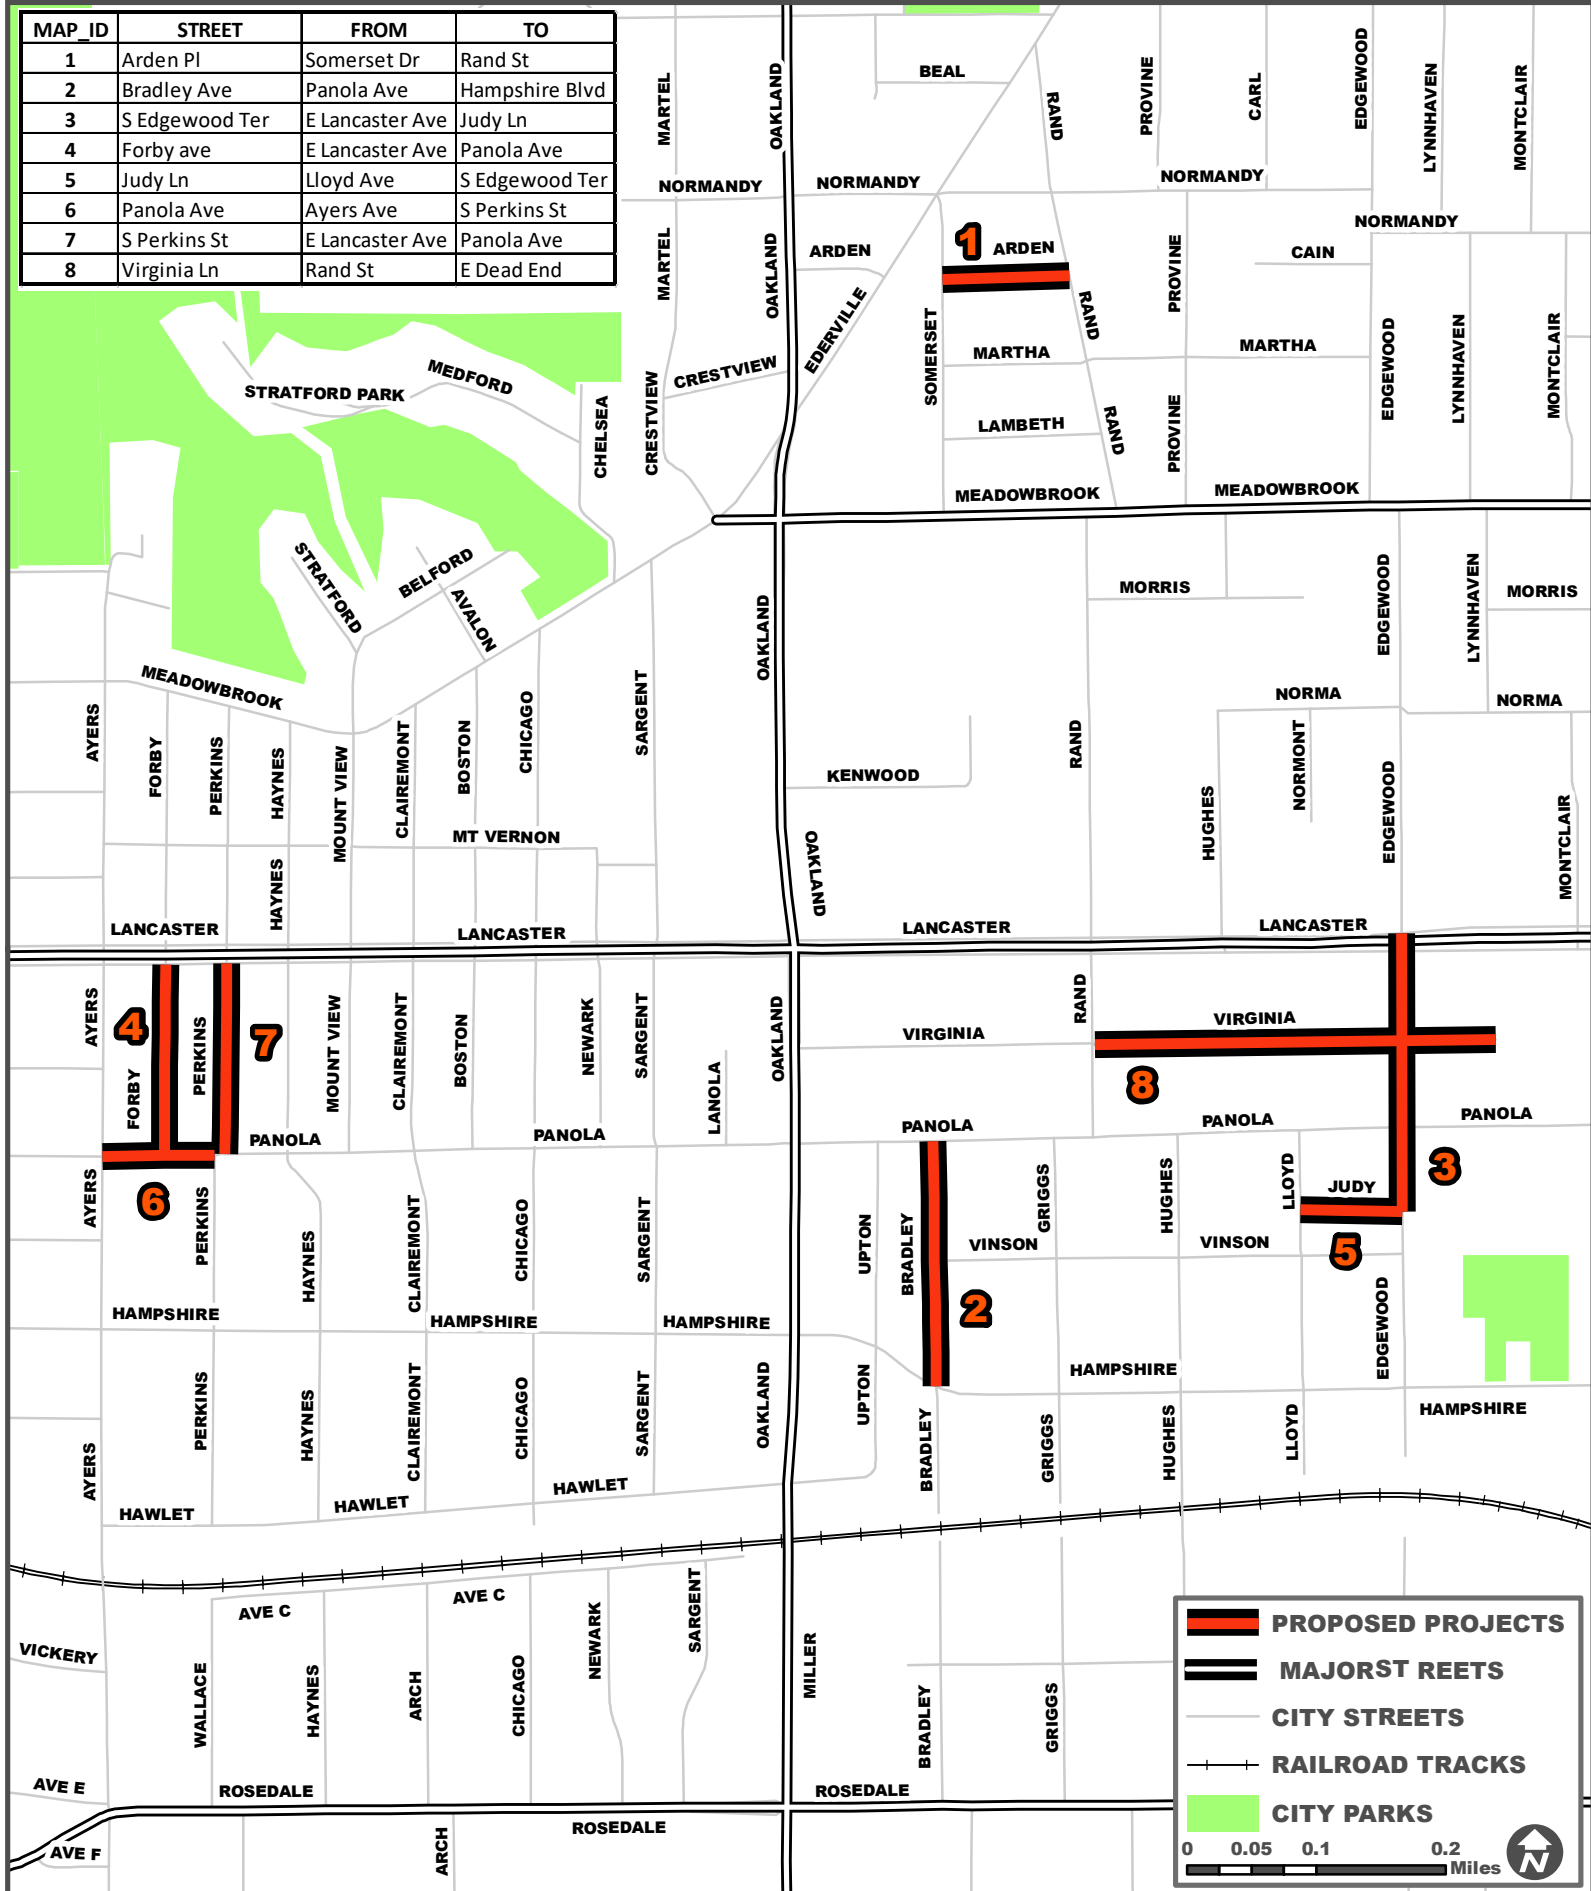 MAP_ID STREET FROM TO
1 Arden Pl Somerset Dr Rand St
2 Bradley Ave Panola Ave Hampshire Blvd
3 S Edgewood Ter E Lancaster Ave Judy Ln
4 Forby ave E Lancaster Ave Panola Ave
5 Judy Ln Lloyd Ave S Edgewood Ter
6 Panola Ave Ayers Ave S Perkins St
7 S Perkins St E Lancaster Ave Panola Ave
8 Virginia Ln Rand St E Dead End
MARTEL
OAKLAND
BEAL
RAND
PROVINE
CARL
EDGEWOOD
LYNNHAVEN
MONTCLAIR
NORMANDY
NORMANDY
NORMANDY
NORMANDY
MARTEL
OAKLAND
ARDEN
1
ARDEN
PROVINE
CAIN
EDERVILLE
SOMERSET
RAND
MARTHA
MARTHA
EDGEWOOD
LYNNHAVEN
MONTCLAIR
STRATFORD PARK
MEDFORD
CHELSEA
CRESTVIEW
CRESTVIEW
LAMBETH
RAND
PROVINE
MEADOWBROOK
MEADOWBROOK
STRATFORD
BELFORD
AVALON
OAKLAND
MORRIS
EDGEWOOD
LYNNHAVEN
MORRIS
MEADOWBROOK
AYERS
FORBY
PERKINS
HAYNES
MOUNT VIEW
CLAIREMONT
BOSTON
CHICAGO
SARGENT
NORMA
NORMA
RAND
KENWOOD
HUGHES
NORMONT
EDGEWOOD
MONTCLAIR
MT VERNON
HAYNES
OAKLAND
LANCASTER
LANCASTER
LANCASTER
LANCASTER
AYERS
4
FORBY
PERKINS
7
MOUNT VIEW
CLAIREMONT
BOSTON
NEWARK
SARGENT
LANOLA
OAKLAND
VIRGINIA
RAND
VIRGINIA
8
PANOLA
PANOLA
PANOLA
PANOLA
PANOLA
3
AYERS
6
PERKINS
HAYNES
CLAIREMONT
CHICAGO
SARGENT
UPTON
BRADLEY
2
VINSON
GRIGGS
HUGHES
VINSON
LLOYD
JUDY
5
EDGEWOOD
HAMPSHIRE
HAMPSHIRE
HAMPSHIRE
HAMPSHIRE
HAMPSHIRE
AYERS
PERKINS
HAYNES
CLAIREMONT
CHICAGO
SARGENT
OAKLAND
UPTON
BRADLEY
GRIGGS
HUGHES
LLOYD
HAWLET
HAWLET
HAWLET
AVE C
AVE C
VICKERY
WALLACE
HAYNES
ARCH
CHICAGO
NEWARK
SARGENT
MILLER
BRADLEY
GRIGGS
AVE E
ROSEDALE
ROSEDALE
ROSEDALE
AVE F
ARCH
PROPOSED PROJECTS
MAJORST REETS
CITY STREETS
RAILROAD TRACKS
CITY PARKS
0 0.05 0.1 0.2
Miles
N